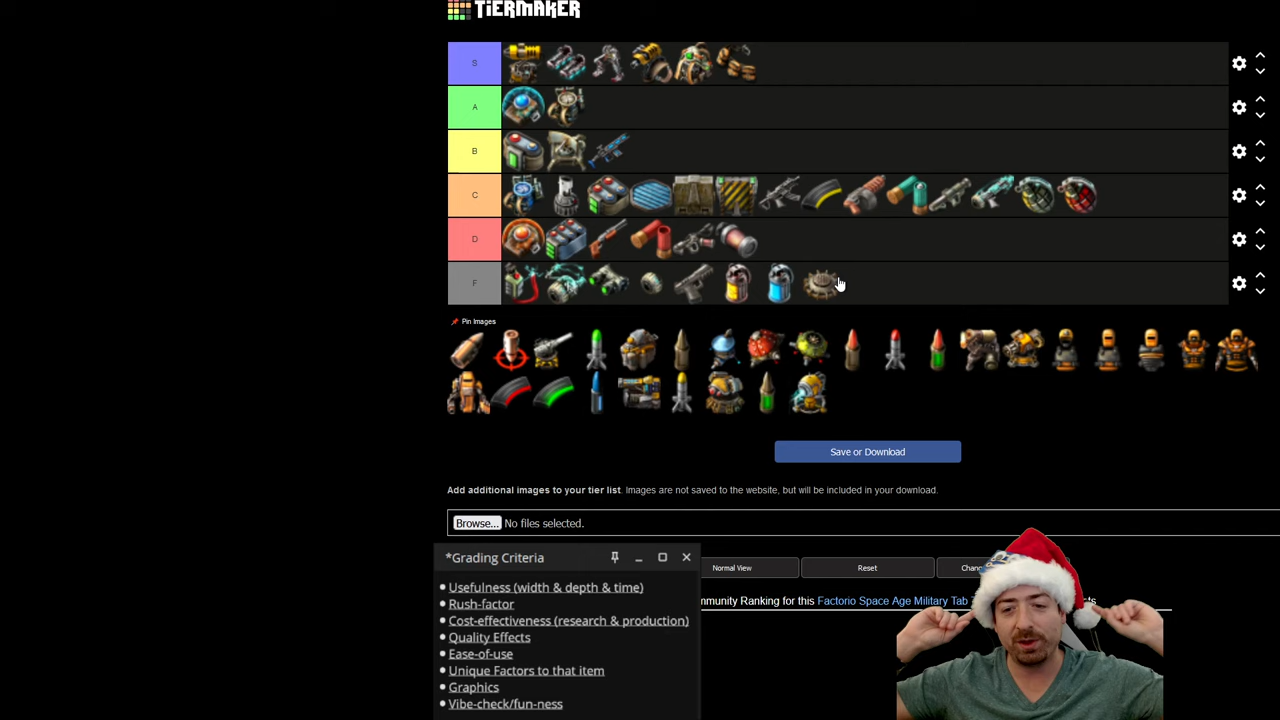 TiERMAKER
S
A
B
C
D
F
Pin Images
Save or Download
Add additional images to your tier list. Images are not saved to the website, but will be included in your download.
Browse... No files selected.
*Grading Criteria
Normal View
Reset
• Usefulness (width & depth & time)
• Rush-factor
• Cost-effectiveness (research & production)
• Quality Effects
• Ease-of-use
• Unique Factors to that item
• Graphics
• Vibe-check/fun-ness
Ranking for this Factorio Space Age Military Tab